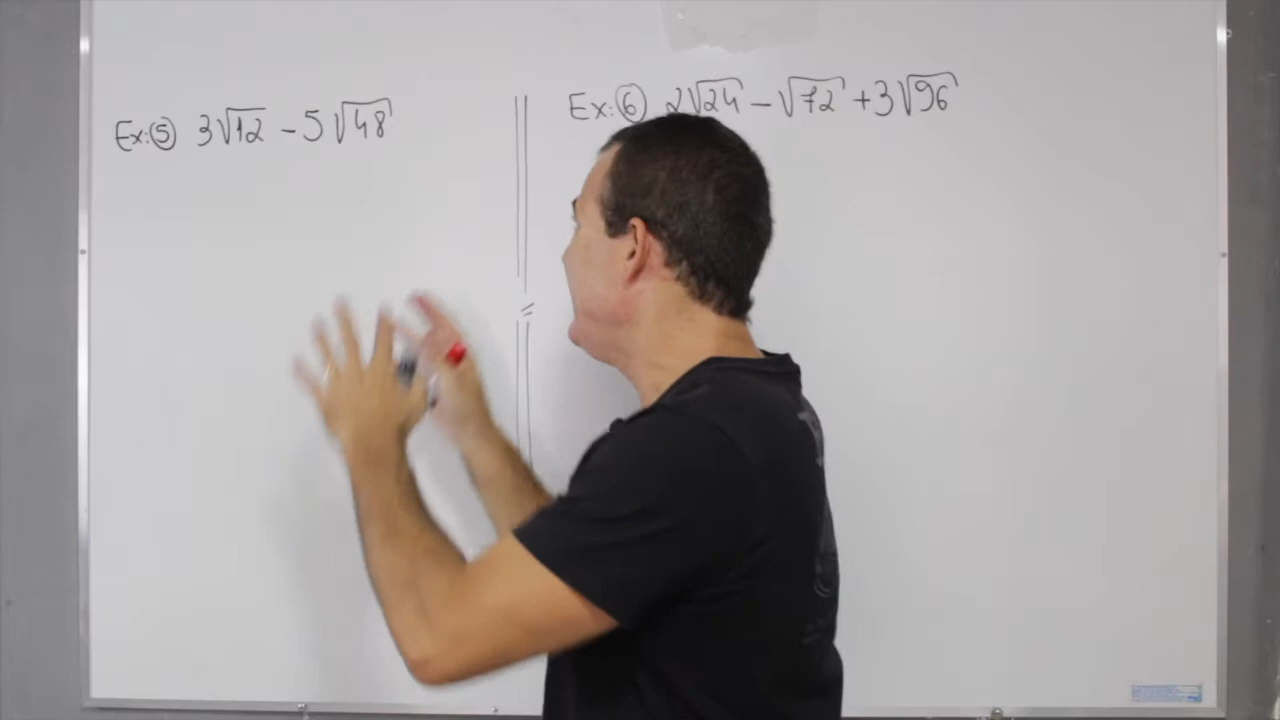 Ex:⑤ 3√12 - 5√48
Ex:⑥ 2√24 - √72 + 3√96